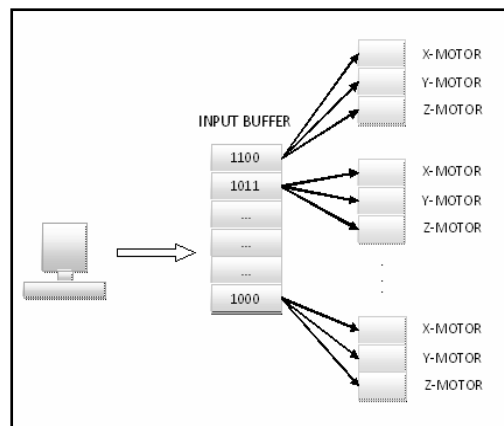 X-MOTOR
Y-MOTOR
Z-MOTOR
INPUT BUFFER
1100
1011
...
...
...
1000
X-MOTOR
Y-MOTOR
Z-MOTOR
X-MOTOR
Y-MOTOR
Z-MOTOR